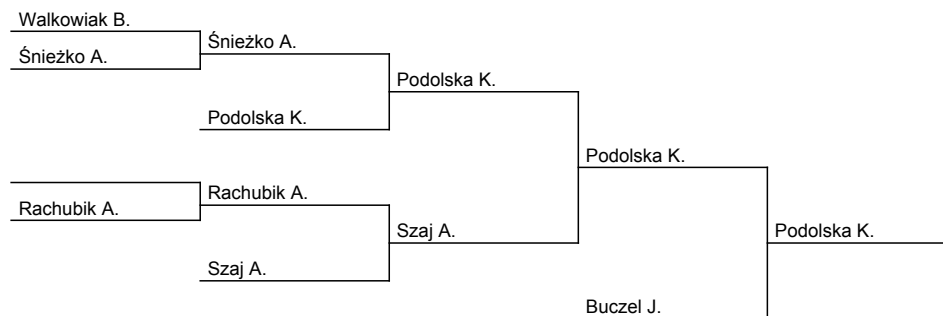 Walkowiak B.
Śnieżko A.
Śnieżko A.
Podolska K.
Podolska K.
Podolska K.
Rachubik A.
Rachubik A.
Szaj A.
Podolska K.
Szaj A.
Buczel J.